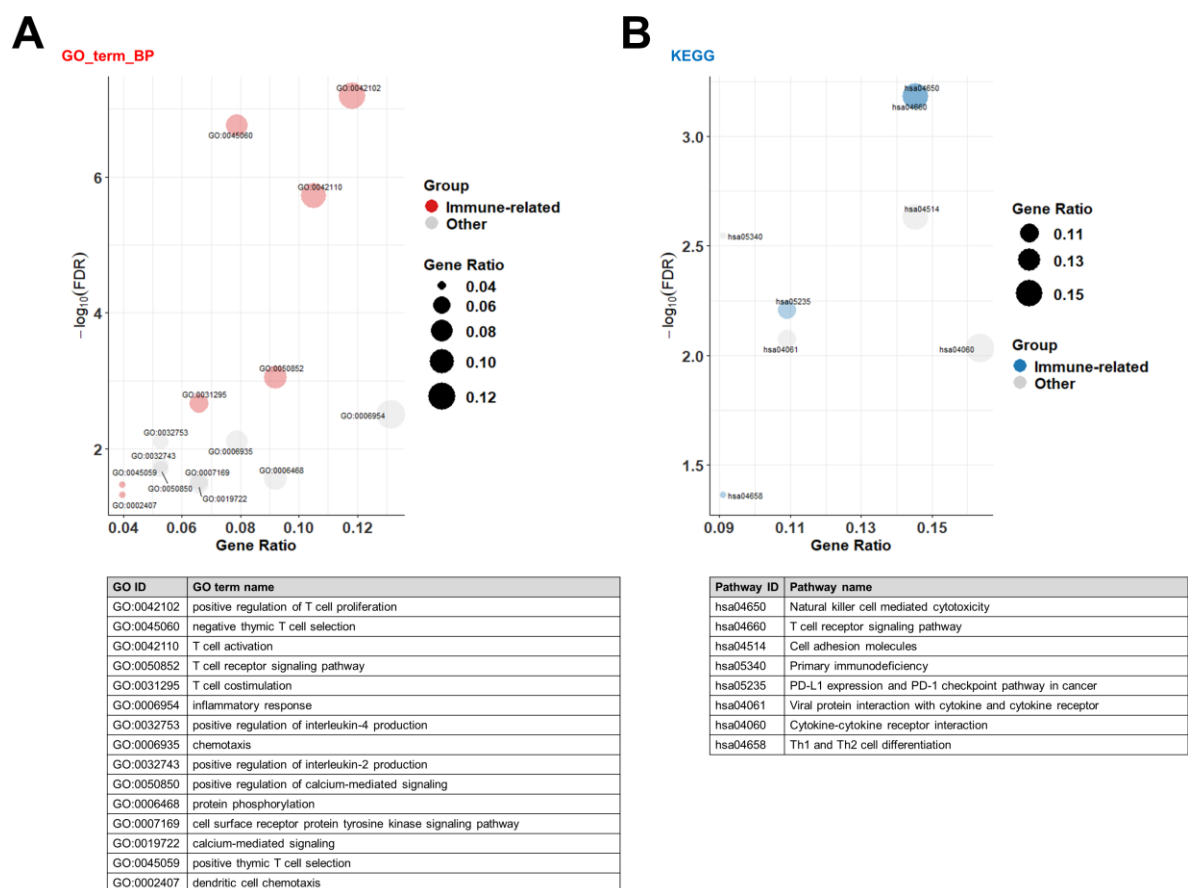 A
GO_term_BP
GO:0042102
GO:0045060
GO:0042110
GO:0050852
GO:0031295
GO:0006954
GO:0032753
GO:0006935
GO:0032743
GO:0045059
GO:0007169
GO:0006468
GO:0050850
GO:0019722
GO:0002407
6
4
2
−log10(FDR)
0.04 0.06 0.08 0.10 0.12
Gene Ratio
Group
Immune-related
Other
Gene Ratio
0.04
0.06
0.08
0.10
0.12
GO ID GO term name
GO:0042102 positive regulation of T cell proliferation
GO:0045060 negative thymic T cell selection
GO:0042110 T cell activation
GO:0050852 T cell receptor signaling pathway
GO:0031295 T cell costimulation
GO:0006954 inflammatory response
GO:0032753 positive regulation of interleukin-4 production
GO:0006935 chemotaxis
GO:0032743 positive regulation of interleukin-2 production
GO:0050850 positive regulation of calcium-mediated signaling
GO:0006468 protein phosphorylation
GO:0007169 cell surface receptor protein tyrosine kinase signaling pathway
GO:0019722 calcium-mediated signaling
GO:0045059 positive thymic T cell selection
GO:0002407 dendritic cell chemotaxis
B
KEGG
hsa04650
hsa04660
hsa04514
hsa05340
hsa05235
hsa04061
hsa04060
hsa04658
3.0
2.5
2.0
1.5
−log10(FDR)
0.09 0.11 0.13 0.15
Gene Ratio
Gene Ratio
0.11
0.13
0.15
Group
Immune-related
Other
Pathway ID Pathway name
hsa04650 Natural killer cell mediated cytotoxicity
hsa04660 T cell receptor signaling pathway
hsa04514 Cell adhesion molecules
hsa05340 Primary immunodeficiency
hsa05235 PD-L1 expression and PD-1 checkpoint pathway in cancer
hsa04061 Viral protein interaction with cytokine and cytokine receptor
hsa04060 Cytokine-cytokine receptor interaction
hsa04658 Th1 and Th2 cell differentiation